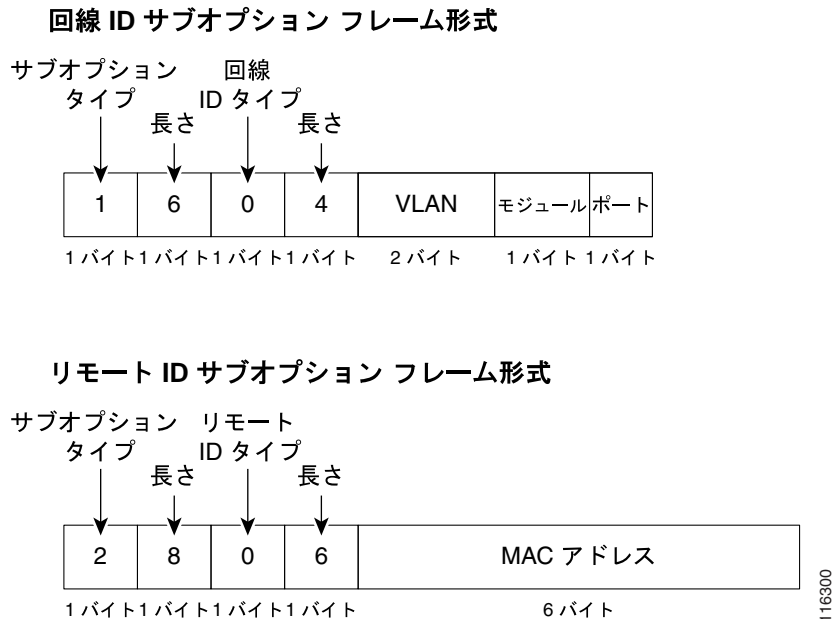 回線 ID サブオプション フレーム形式
サブオプション 回線
タイプ ID タイプ
長さ 長さ
1 6 0 4 VLAN モジュール ポート
1 バイト 1 バイト 1 バイト 1 バイト 2 バイト 1 バイト 1 バイト
リモート ID サブオプション フレーム形式
サブオプション リモート
タイプ ID タイプ
長さ 長さ
2 8 0 6 MAC アドレス
1 バイト 1 バイト 1 バイト 1 バイト 6 バイト
116300